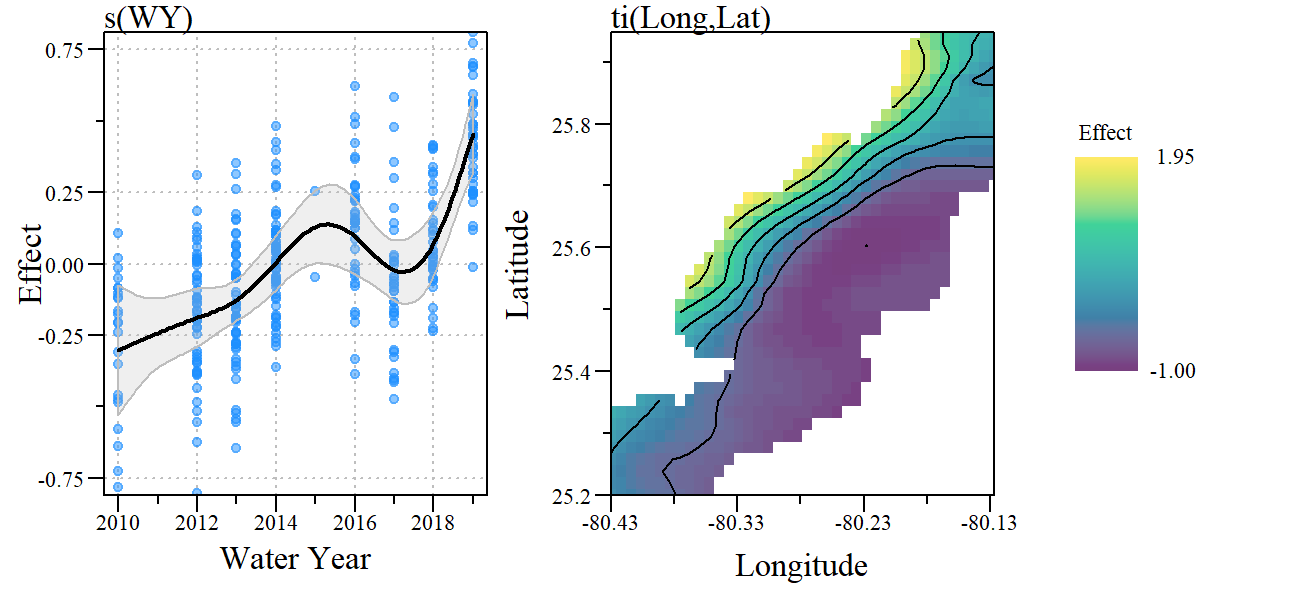 s(WY)
0.75
0.25
0.00
-0.25
-0.75
Effect
2010 2012 2014 2016 2018
Water Year
ti(Long,Lat)
25.8
25.6
25.4
25.2
Latitude
-80.43 -80.33 -80.23 -80.13
Longitude
Effect
1.95
-1.00